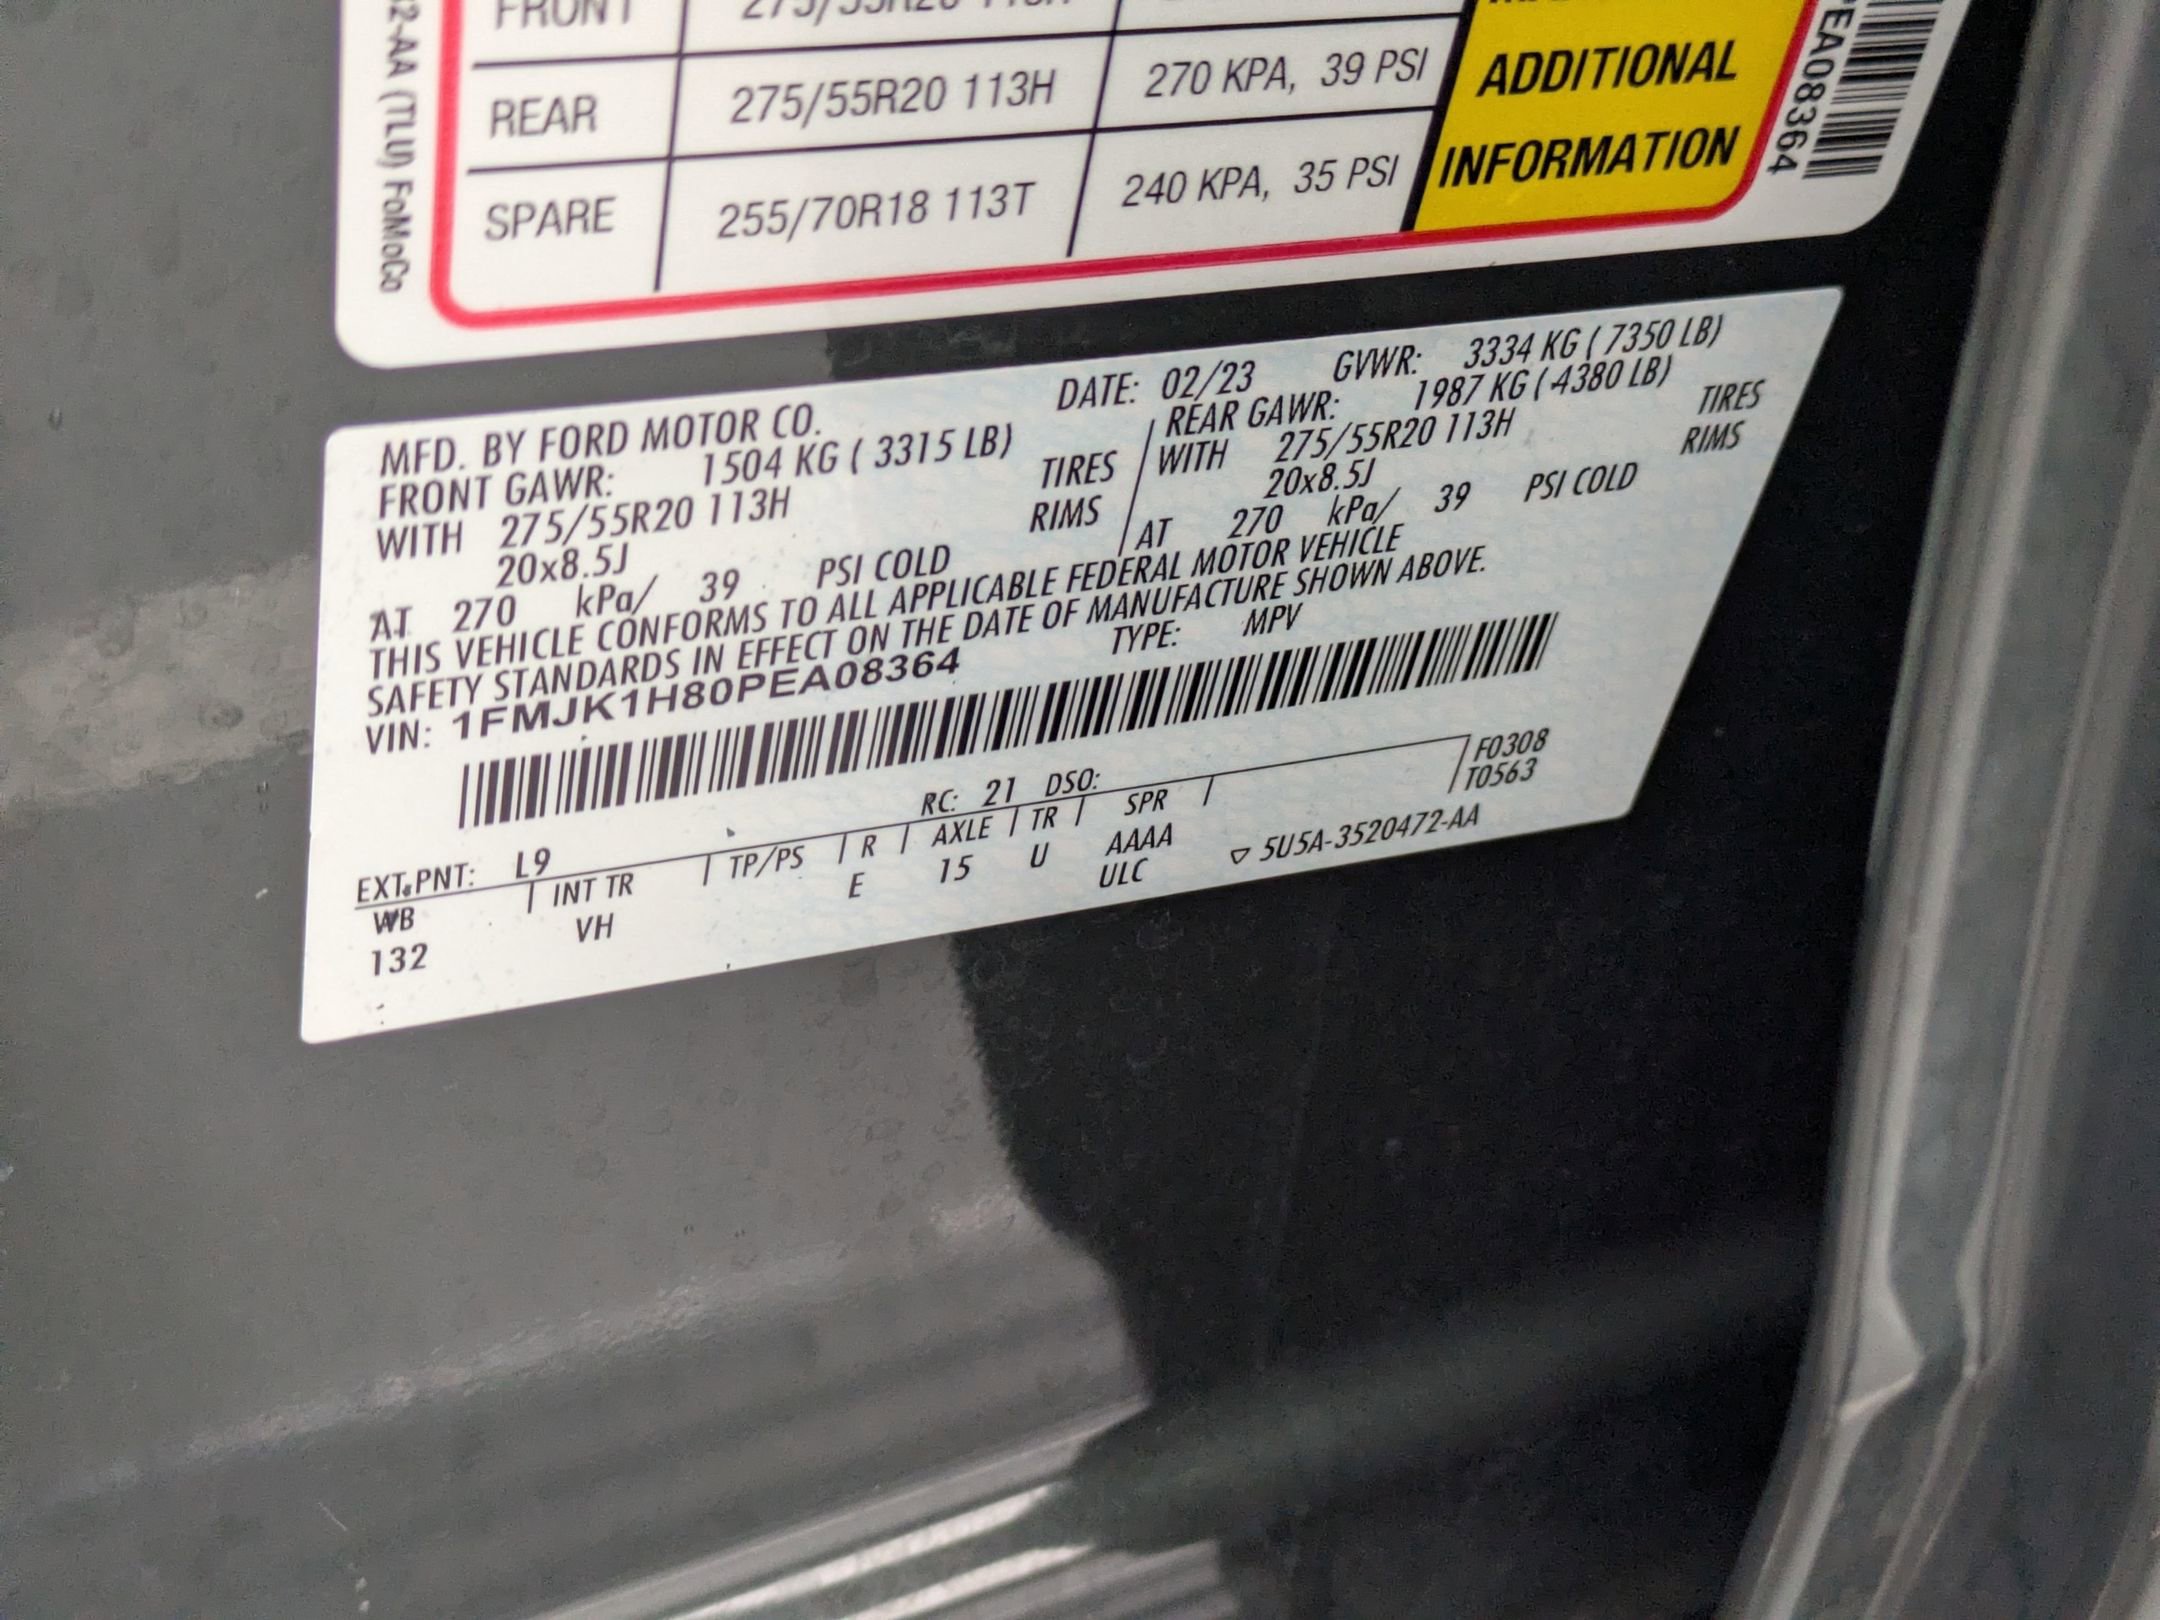 FRONT 275/55R20 113H
REAR 275/55R20 113H 270 KPA, 39 PSI
SPARE 255/70R18 113T 240 KPA, 35 PSI
ADDITIONAL
INFORMATION
2-AA (TLU) FoMoCo
EA08364
MFD. BY FORD MOTOR CO. DATE: 02/23 GVWR: 3334 KG ( 7350 LB)
FRONT GAWR: 1504 KG ( 3315 LB) REAR GAWR: 1987 KG ( 4380 LB)
WITH 275/55R20 113H TIRES WITH 275/55R20 113H TIRES
20x8.5J RIMS 20x8.5J RIMS
AT 270 kPa/ 39 PSI COLD AT 270 kPa/ 39 PSI COLD
THIS VEHICLE CONFORMS TO ALL APPLICABLE FEDERAL MOTOR VEHICLE
SAFETY STANDARDS IN EFFECT ON THE DATE OF MANUFACTURE SHOWN ABOVE.
VIN: 1FMJK1H80PEA08364 TYPE: MPV
F0308
T0563
EXT.PNT: L9 RC: 21 DSO:
WB INT TR TP/PS R AXLE TR SPR
132 VH E 15 U AAAA
ULC
5U5A-3520472-AA